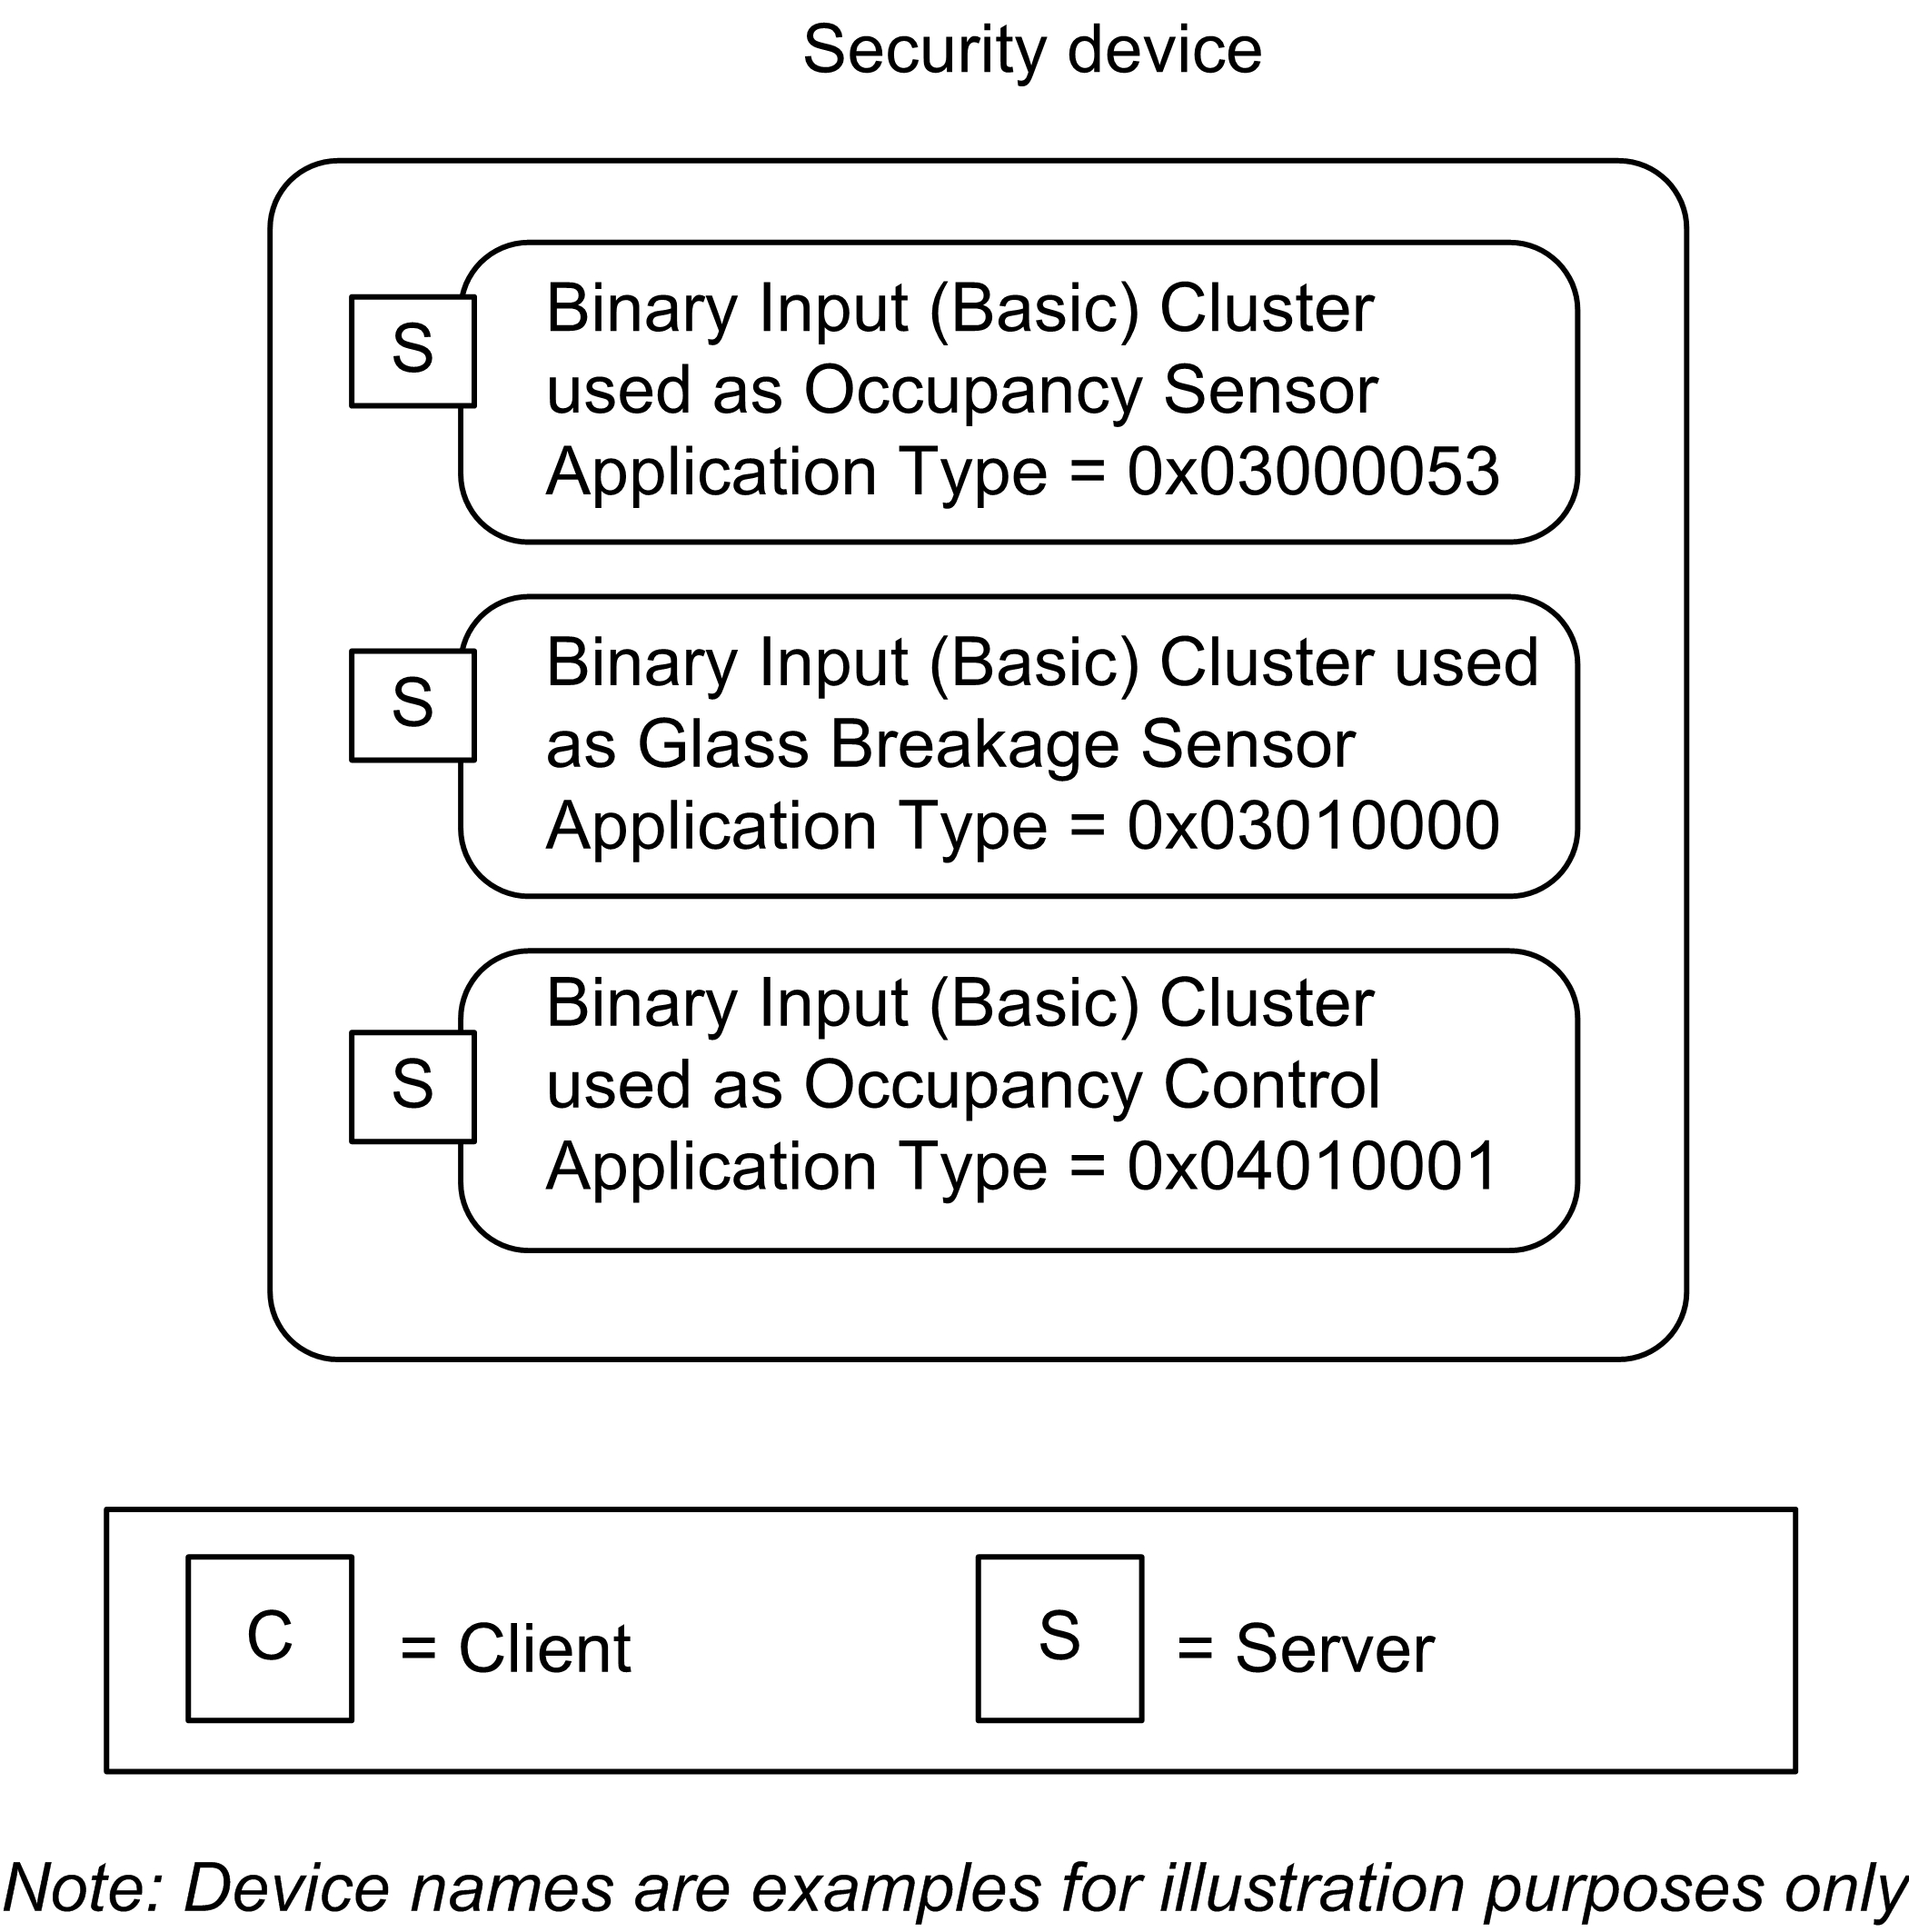 Security device
S
Binary Input (Basic) Cluster
used as Occupancy Sensor
Application Type = 0x03000053
S
Binary Input (Basic) Cluster used
as Glass Breakage Sensor
Application Type = 0x03010000
S
Binary Input (Basic) Cluster
used as Occupancy Control
Application Type = 0x04010001
C = Client
S = Server
Note: Device names are examples for illustration purposes only